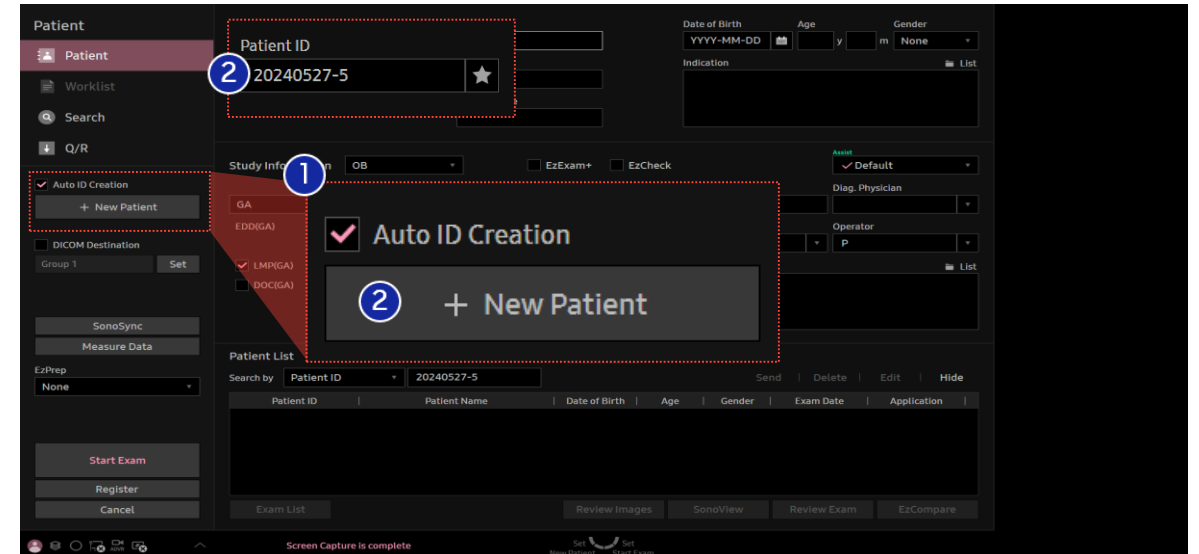 Patient
Patient
Worklist
Search
Q/R
Auto ID Creation
+ New Patient
DICOM Destination
Group 1
Set
SonoSync
Measure Data
EzPrep
None
Start Exam
Register
Cancel
Patient ID
2
20240527-5
Date of Birth
Age
Gender
YYYY-MM-DD
y
m
None
Indication
List
Study Infor
n
OB
EzExam+
EzCheck
Assist
Default
1
GA
EDD(GA)
LMP(GA)
DOC(GA)
Auto ID Creation
2
+ New Patient
Diag. Physician
Operator
P
List
Patient List
Search by
Patient ID
20240527-5
Send | Delete | Edit | Hide
Patient ID | Patient Name | Date of Birth | Age | Gender | Exam Date | Application |
Exam List
Review Images
SonoView
Review Exam
EzCompare
Screen Capture is complete
Set
Set
New Patient
Start Exam